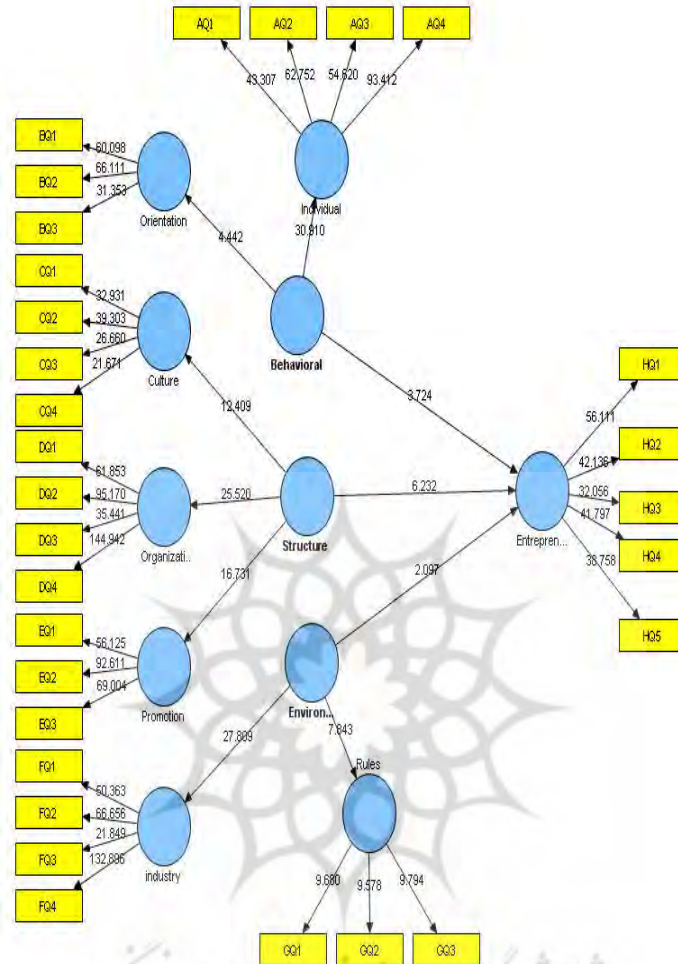 AQ1 AQ2 AQ3 AQ4
43.307 62.752 54.620 93.412
Individual
30.910
BQ1
BQ2
BQ3
60.098
66.111
31.353
Orientation
4.442
Behavioral
3.724
CQ1
CQ2
CQ3
CQ4
32.931
39.303
26.660
21.671
Culture
12.409
DQ1
DQ2
DQ3
DQ4
61.853
95.170
35.441
144.942
Organizati..
25.520
Structure
6.232
16.731
EQ1
EQ2
EQ3
56.125
92.611
69.004
Promotion
Environ...
2.097
27.809
7.843
FQ1
FQ2
FQ3
FQ4
50.363
66.656
21.849
132.896
industry
Rules
9.680 9.578 9.794
GQ1 GQ2 GQ3
Entrepren...
56.111
42.136
32.056
41.797
38.758
HQ1
HQ2
HQ3
HQ4
HQ5